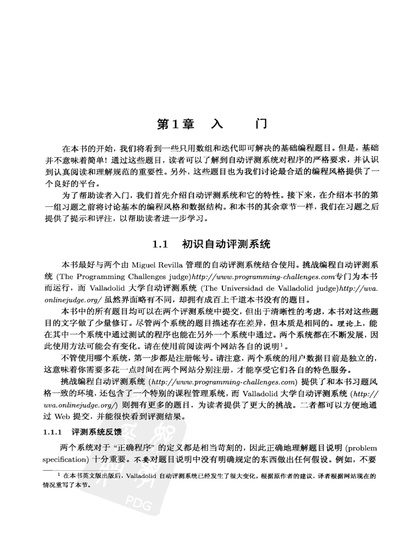 第 1 章 入 门
在本书的开始，我们将看到一些只用数组和迭代即可解决的基础编程题目。但是，基础
并不意味着简单！通过这些题目，读者可以了解到自动评测系统对程序的严格要求，并认识
到认真阅读和理解规范的重要性。另外，这些题目也为我们讨论最合适的编程风格提供了一
个良好的平台。
为了帮助读者入门，我们首先介绍自动评测系统和它的特性。接下来，在介绍本书的第
一组习题之前将讨论基本的编程风格和数据结构。和本书的其余章节一样，我们在习题之后
提供了提示和评注，以帮助读者进一步学习。
1.1 初识自动评测系统
本书最好与两个由 Miguel Revilla 管理的自动评测系统结合使用。挑战编程自动评测系
统 (The Programming Challenges judge)http://www.programming-challenges.com专门为本书
而运行，而 Valladolid 大学自动评测系统 (The Universidad de Valladolid judge)http://uva.
onlinejudge.org/ 虽然界面略有不同，却拥有成百上千道本书没有的题目。
本书中的所有题目均可以在两个评测系统中提交，但出于清晰性的考虑，本书对这些题
目的文字做了少量修订。尽管两个系统的题目描述存在差异，但本质是相同的。理论上，能
在其中一个系统中通过测试的程序也能在另外一个系统中通过。两个系统都在不断发展，因
此使用方法可能会有变化，请在使用前阅读两个网站各自的说明1。
不管使用哪个系统，第一步都是注册帐号。请注意，两个系统的用户数据目前是独立的，
这意味着你需要多花一点时间在两个网站分别注册，才能享受它们各自的特色服务。
挑战编程自动评测系统 (http://www.programming-challenges.com) 提供了和本书习题风
格一致的环境，还包含了一个特别的课程管理系统，而 Valladolid 大学自动评测系统 (http://
uva.onlinejudge.org/) 则拥有更多的题目，为读者提供了更大的挑战。二者都可以方便地通
过 Web 提交，并能很快看到评测结果。
1.1.1 评测系统反馈
两个系统对于 “正确程序” 的定义都是相当苛刻的，因此正确地理解题目说明 (problem
specification) 十分重要。不要对题目说明中没有明确规定的东西做出任何假设。例如，不要
1 在本书英文版出版后，Valladolid 自动评测系统已经发生了很大变化。根据原作者的建议，译者根据网站现在的
情况重写了本节。
PDG